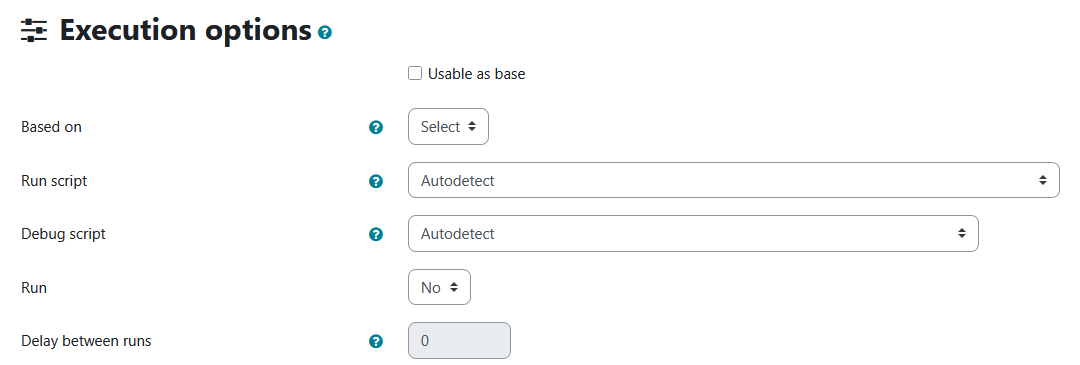 Execution options
Usable as base
Based on Select
Run script Autodetect
Debug script Autodetect
Run No
Delay between runs 0